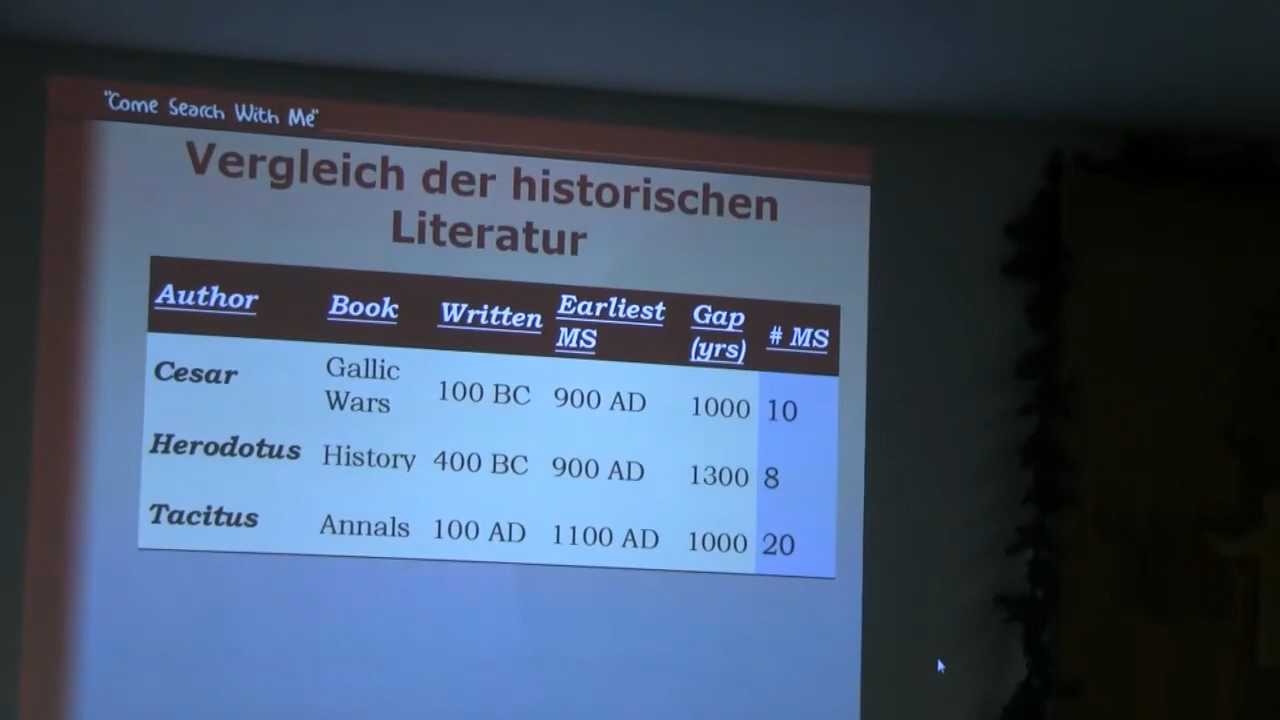 "Come Search With Me"
Vergleich der historischen
Literatur
Author Book Written Earliest MS Gap (yrs) # MS
Cesar Gallic Wars 100 BC 900 AD 1000 10
Herodotus History 400 BC 900 AD 1300 8
Tacitus Annals 100 AD 1100 AD 1000 20